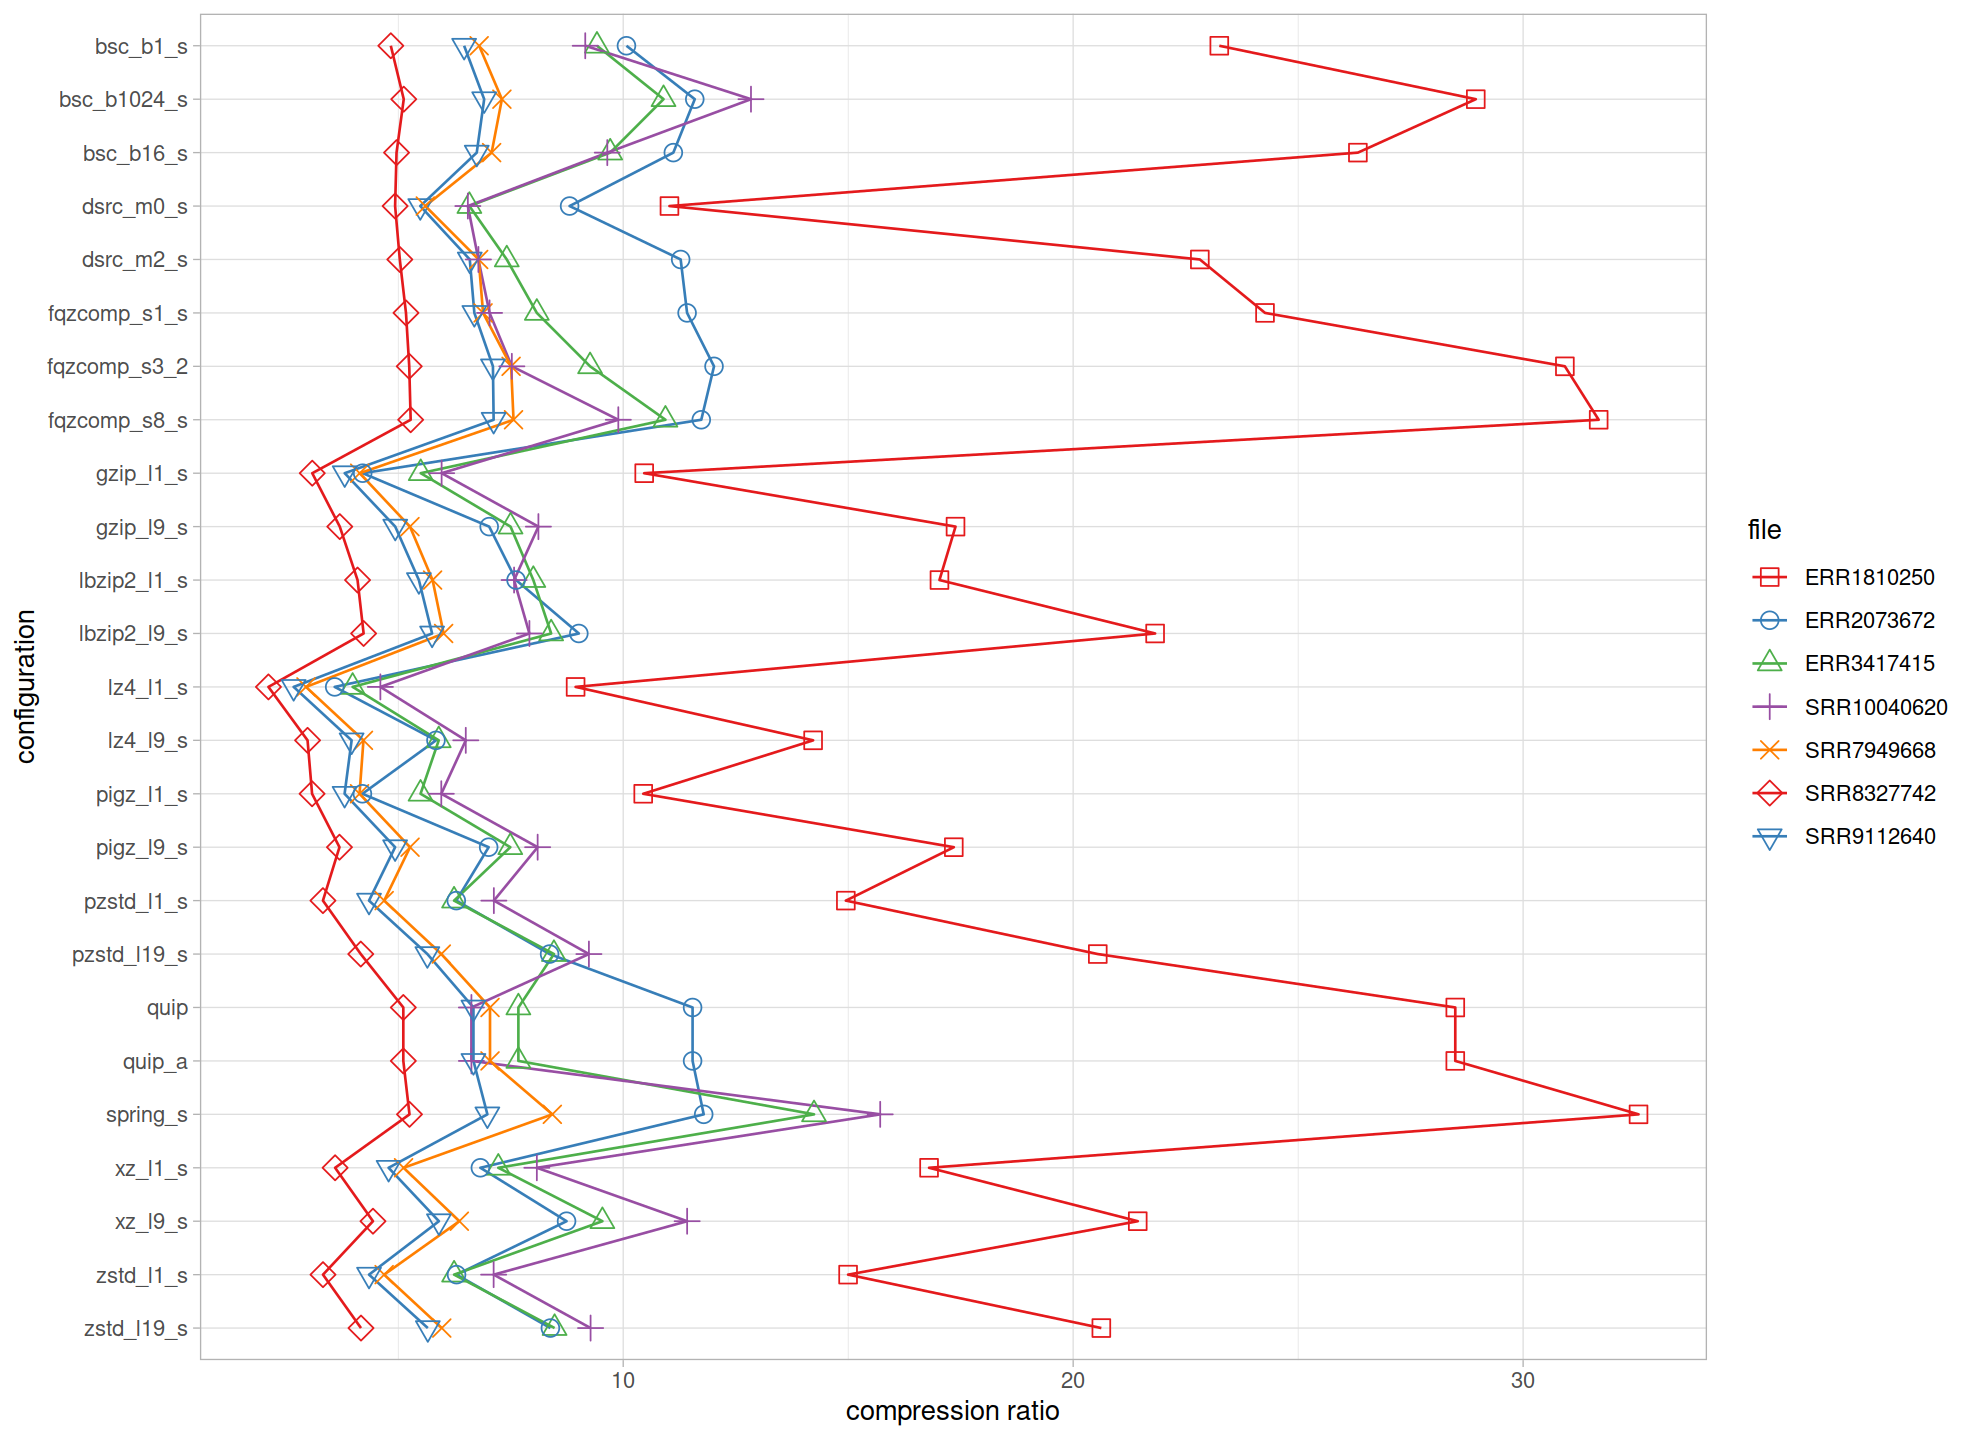 configuration
bsc_b1_s
bsc_b1024_s
bsc_b16_s
dsrc_m0_s
dsrc_m2_s
fqzcomp_s1_s
fqzcomp_s3_2
fqzcomp_s8_s
gzip_l1_s
gzip_l9_s
lbzip2_l1_s
lbzip2_l9_s
lz4_l1_s
lz4_l9_s
pigz_l1_s
pigz_l9_s
pzstd_l1_s
pzstd_l19_s
quip
quip_a
spring_s
xz_l1_s
xz_l9_s
zstd_l1_s
zstd_l19_s
10 20 30
compression ratio
file
ERR1810250
ERR2073672
ERR3417415
SRR10040620
SRR7949668
SRR8327742
SRR9112640